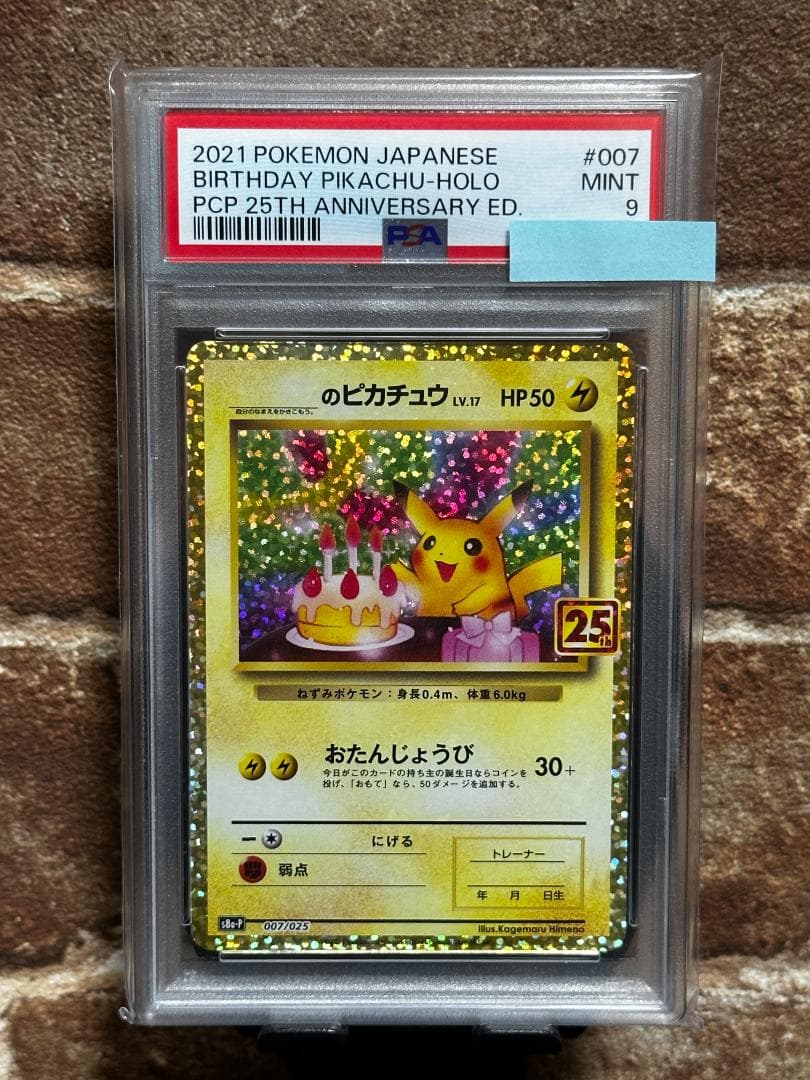 2021 POKEMON JAPANESE #007
BIRTHDAY PIKACHU-HOLO MINT
PCP 25TH ANNIVERSARY ED. 9
PSA
のピカチュウ LV.17 HP50
自分のなまえをかきこもう。
25th
ねずみポケモン：身長0.4m、体重6.0kg
おたんじょうび 30+
今日がこのカードの持ち主の誕生日ならコインを
投げ、「おもて」なら、50ダメージを追加する。
にげる
弱点
トレーナー
年 月 日生
s8a-P 007/025
Illus.Kagemaru Himeno